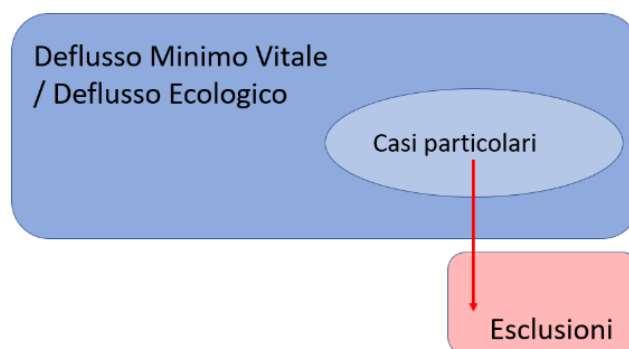 Deflusso Minimo Vitale
/ Deflusso Ecologico
Casi particolari
Esclusioni